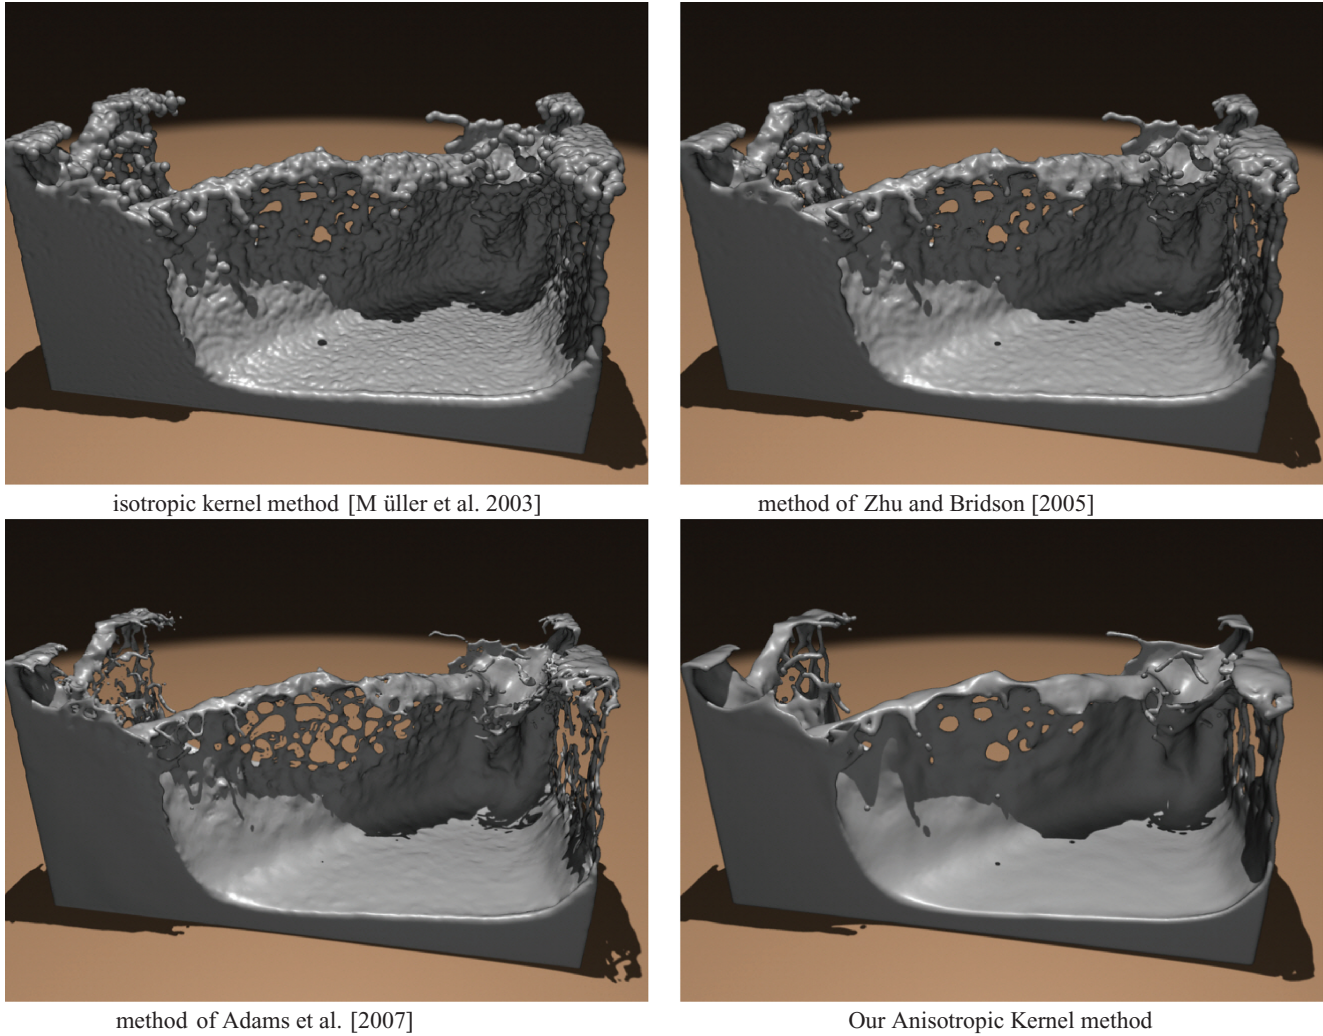 isotropic kernel method [M üller et al. 2003]
method of Zhu and Bridson [2005]
method of Adams et al. [2007]
Our Anisotropic Kernel method